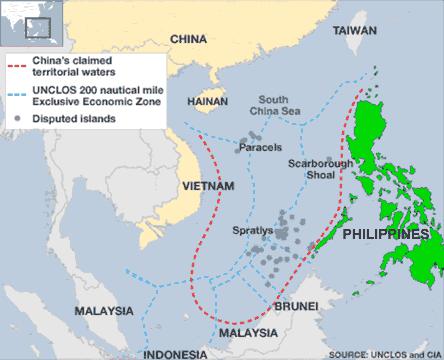 TAIWAN
CHINA
China's claimed
territorial waters
UNCLOS 200 nautical mile
Exclusive Economic Zone
Disputed islands
HAINAN
South
China Sea
Paracels
Scarborough
Shoal
VIETNAM
Spratlys
PHILIPPINES
BRUNEI
MALAYSIA
MALAYSIA
INDONESIA
SOURCE: UNCLOS and CIA